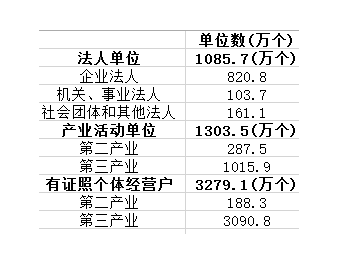 单位数(万个)
法人单位 1085.7(万个)
企业法人 820.8
机关、事业法人 103.7
社会团体和其他法人 161.1
产业活动单位 1303.5(万个)
第二产业 287.5
第三产业 1015.9
有证照个体经营户 3279.1(万个)
第二产业 188.3
第三产业 3090.8